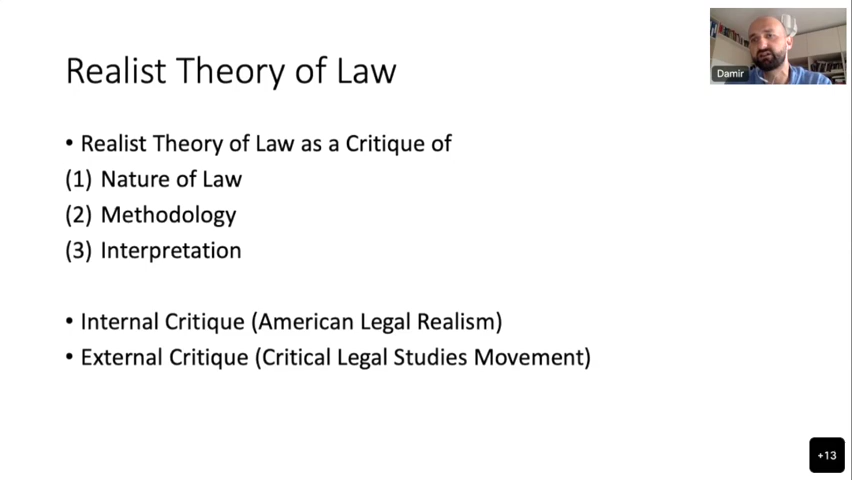 Realist Theory of Law
Damir
• Realist Theory of Law as a Critique of
(1) Nature of Law
(2) Methodology
(3) Interpretation
• Internal Critique (American Legal Realism)
• External Critique (Critical Legal Studies Movement)
+13